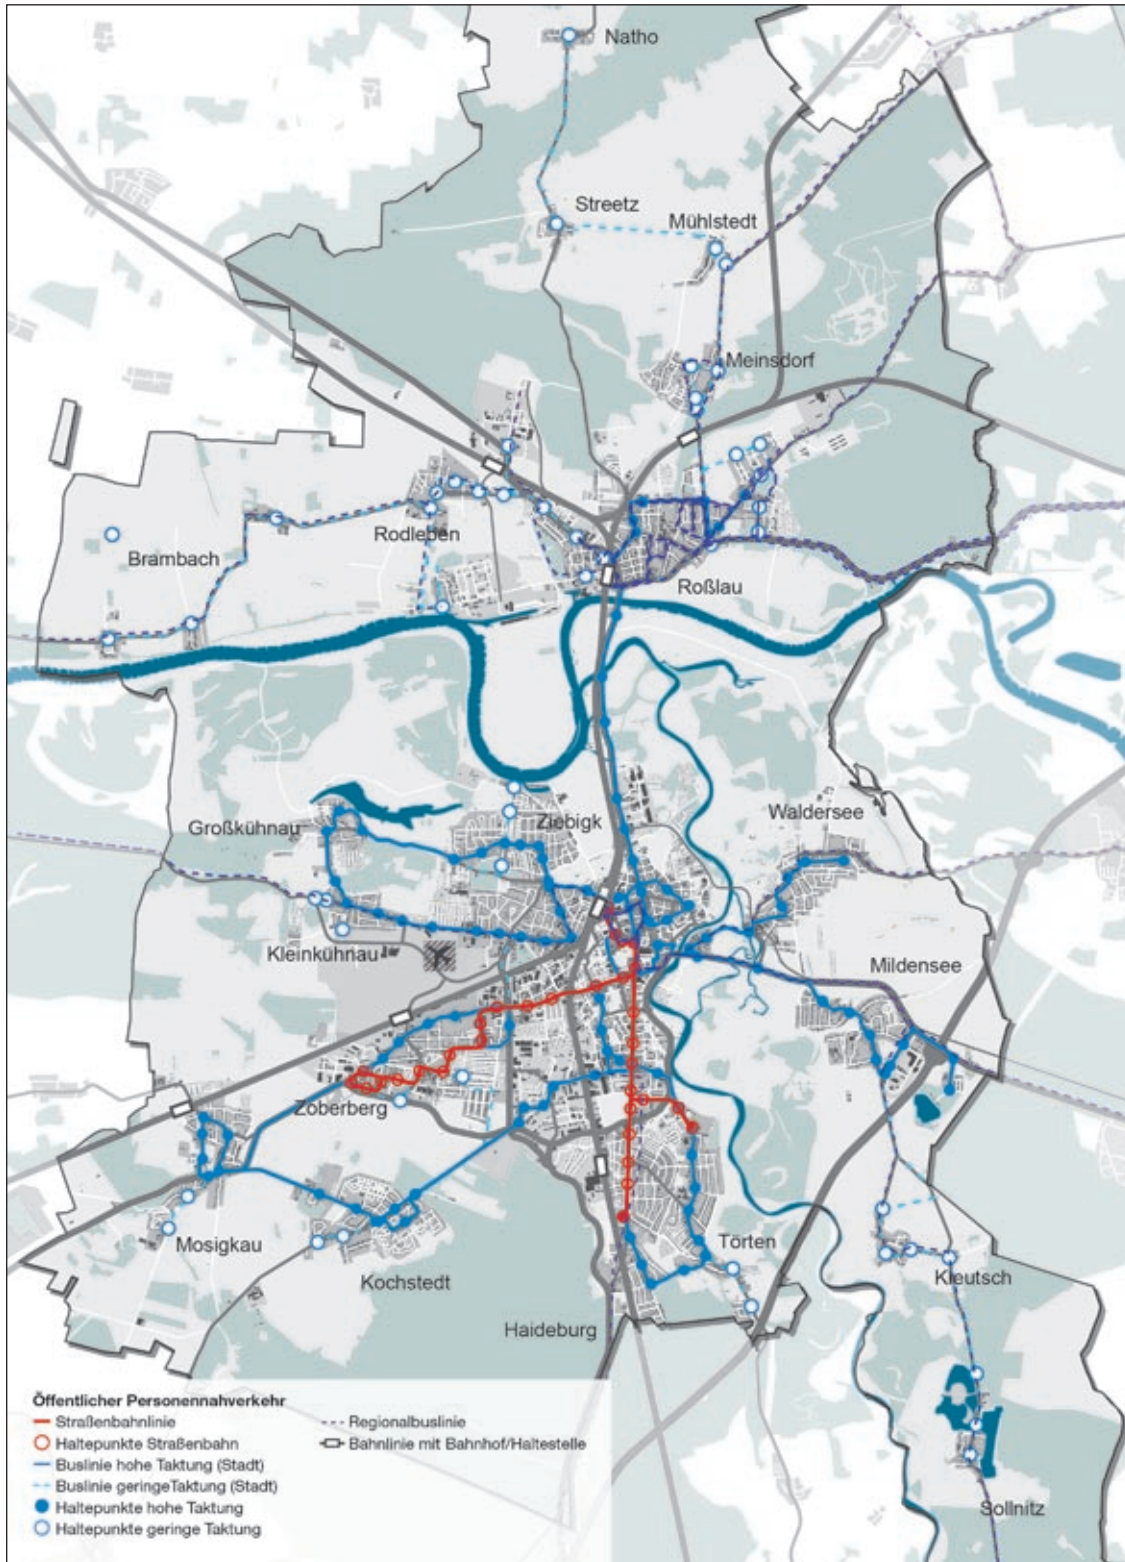 Natho
Streetz
Mühlstedt
Meinsdorf
Rodleben
Brambach
Roßlau
Großkühnau
Ziebigk
Waldersee
Kleinkühnau
Mildensee
Zoberberg
Mosigkau
Kochstedt
Törten
Kleutsch
Haideburg
Sollnitz
Öffentlicher Personennahverkehr
Straßenbahnlinie
Haltepunkte Straßenbahn
Buslinie hohe Taktung (Stadt)
Buslinie geringeTaktung (Stadt)
Haltepunkte hohe Taktung
Haltepunkte geringe Taktung
Regionalbuslinie
Bahnlinie mit Bahnhof/Haltestelle